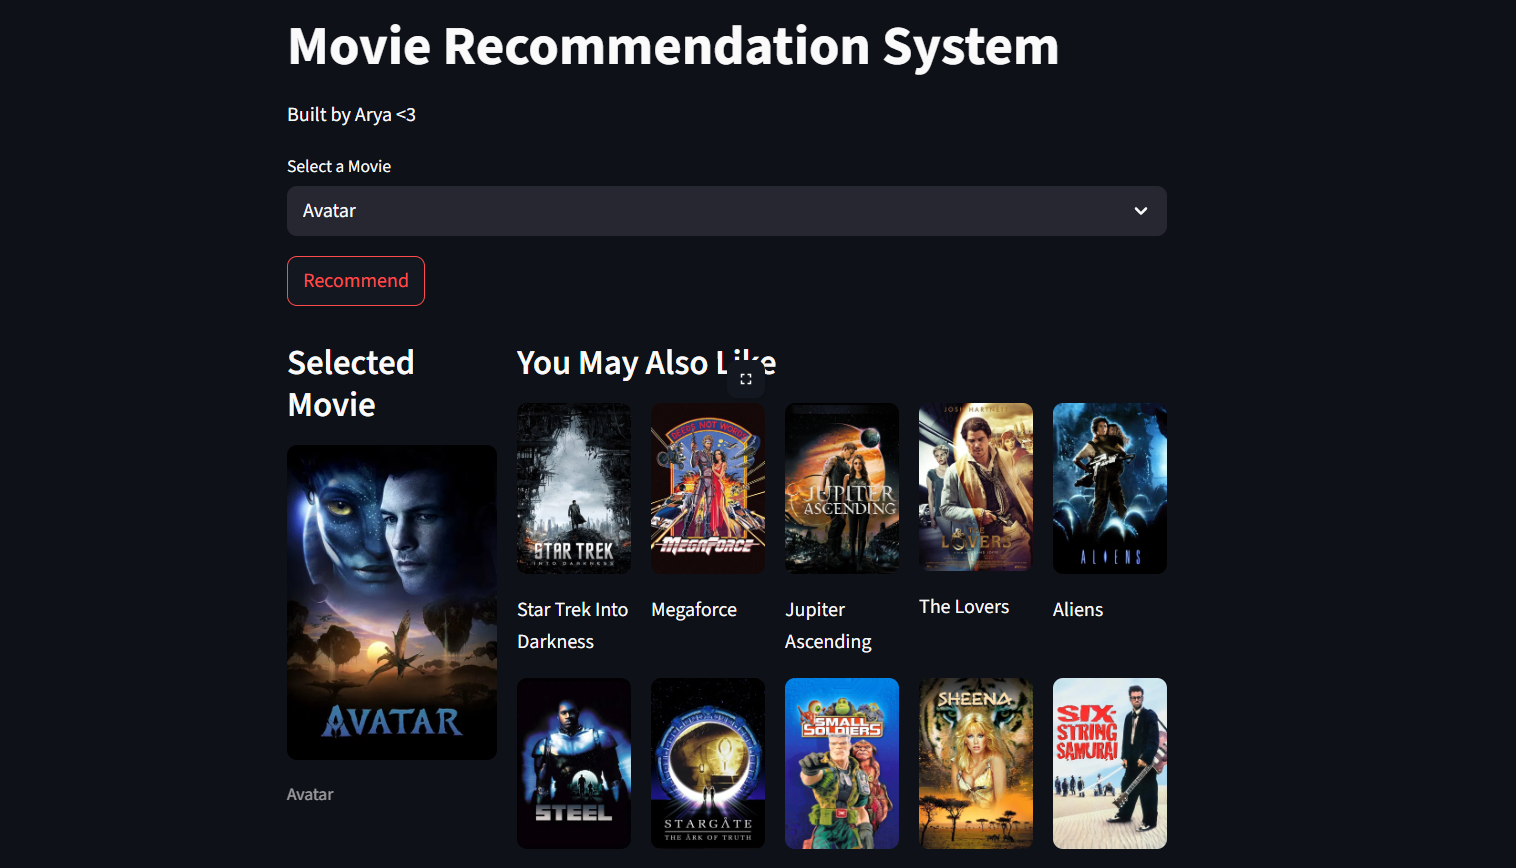 Movie Recommendation System
Built by Arya <3
Select a Movie
Avatar
Recommend
Selected
Movie
You May Also Like
AVATAR
Avatar
STAR TREK
INTO DARKNESS
Star Trek Into
Darkness
DEEDS NOT WORDS
MEGAFORCE
Megaforce
JUPITER
ASCENDING
Jupiter
Ascending
JOSH HARTNETT
THE
LOVERS
The Lovers
ALIENS
Aliens
STEEL
STARGATE
THE ARK OF TRUTH
SMALL
SOLDIERS
SHEENA
SIX-
STRING
SAMURAI